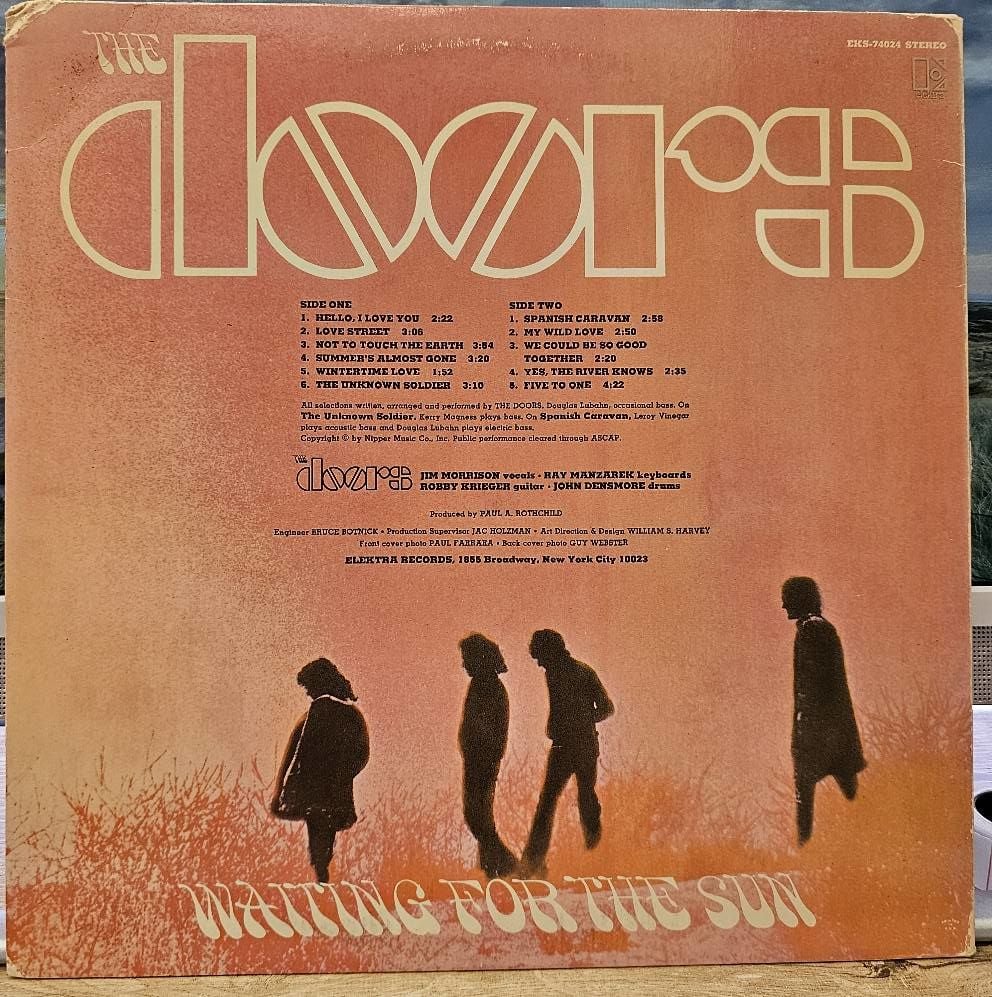 THE
doors
EKS-74024 STEREO
SIDE ONE
1. HELLO, I LOVE YOU 2:22
2. LOVE STREET 3:06
3. NOT TO TOUCH THE EARTH 3:54
4. SUMMER'S ALMOST GONE 3:20
5. WINTERTIME LOVE 1:52
6. THE UNKNOWN SOLDIER 3:10
SIDE TWO
1. SPANISH CARAVAN 2:58
2. MY WILD LOVE 2:50
3. WE COULD BE SO GOOD
TOGETHER 2:20
4. YES, THE RIVER KNOWS 2:35
5. FIVE TO ONE 4:22
All selections written, arranged and performed by THE DOORS, Douglas Lubahn, occasional bass. On
The Unknown Soldier, Kerry Magness plays bass. On Spanish Caravan, Leroy Vinegar
plays acoustic bass and Douglas Lubahn plays electric bass.
Copyright © by Nipper Music Co., Inc. Public performance cleared through ASCAP.
THE
doors
JIM MORRISON vocals • RAY MANZAREK keyboards
ROBBY KRIEGER guitar • JOHN DENSMORE drums
Produced by PAUL A. ROTHCHILD
Engineer BRUCE BOTNICK • Production Supervisor JAC HOLZMAN • Art Direction & Design WILLIAM S. HARVEY
Front cover photo PAUL FERRARA • Back cover photo GUY WEBSTER
ELEKTRA RECORDS, 1855 Broadway, New York City 10023
WAITING FOR THE SUN